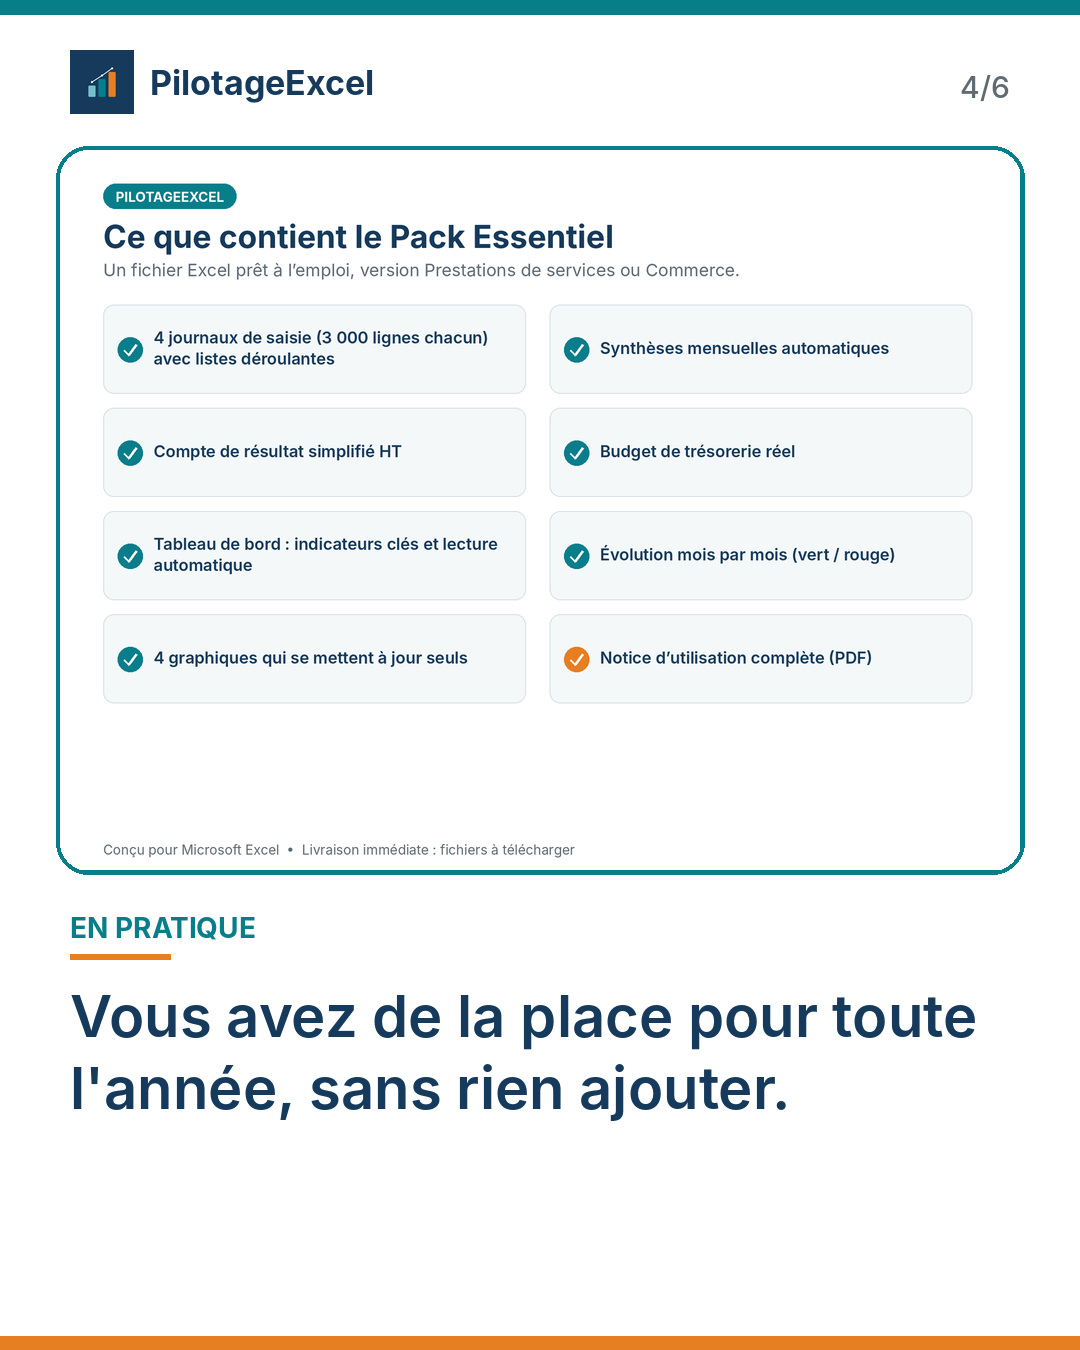 PilotageExcel
4/6
PILOTAGEEXCEL
Ce que contient le Pack Essentiel
Un fichier Excel prêt à l’emploi, version Prestations de services ou Commerce.
4 journaux de saisie (3 000 lignes chacun)
avec listes déroulantes
Synthèses mensuelles automatiques
Compte de résultat simplifié HT
Budget de trésorerie réel
Tableau de bord : indicateurs clés et lecture
automatique
Évolution mois par mois (vert / rouge)
4 graphiques qui se mettent à jour seuls
Notice d’utilisation complète (PDF)
Conçu pour Microsoft Excel • Livraison immédiate : fichiers à télécharger
EN PRATIQUE
Vous avez de la place pour toute
l'année, sans rien ajouter.